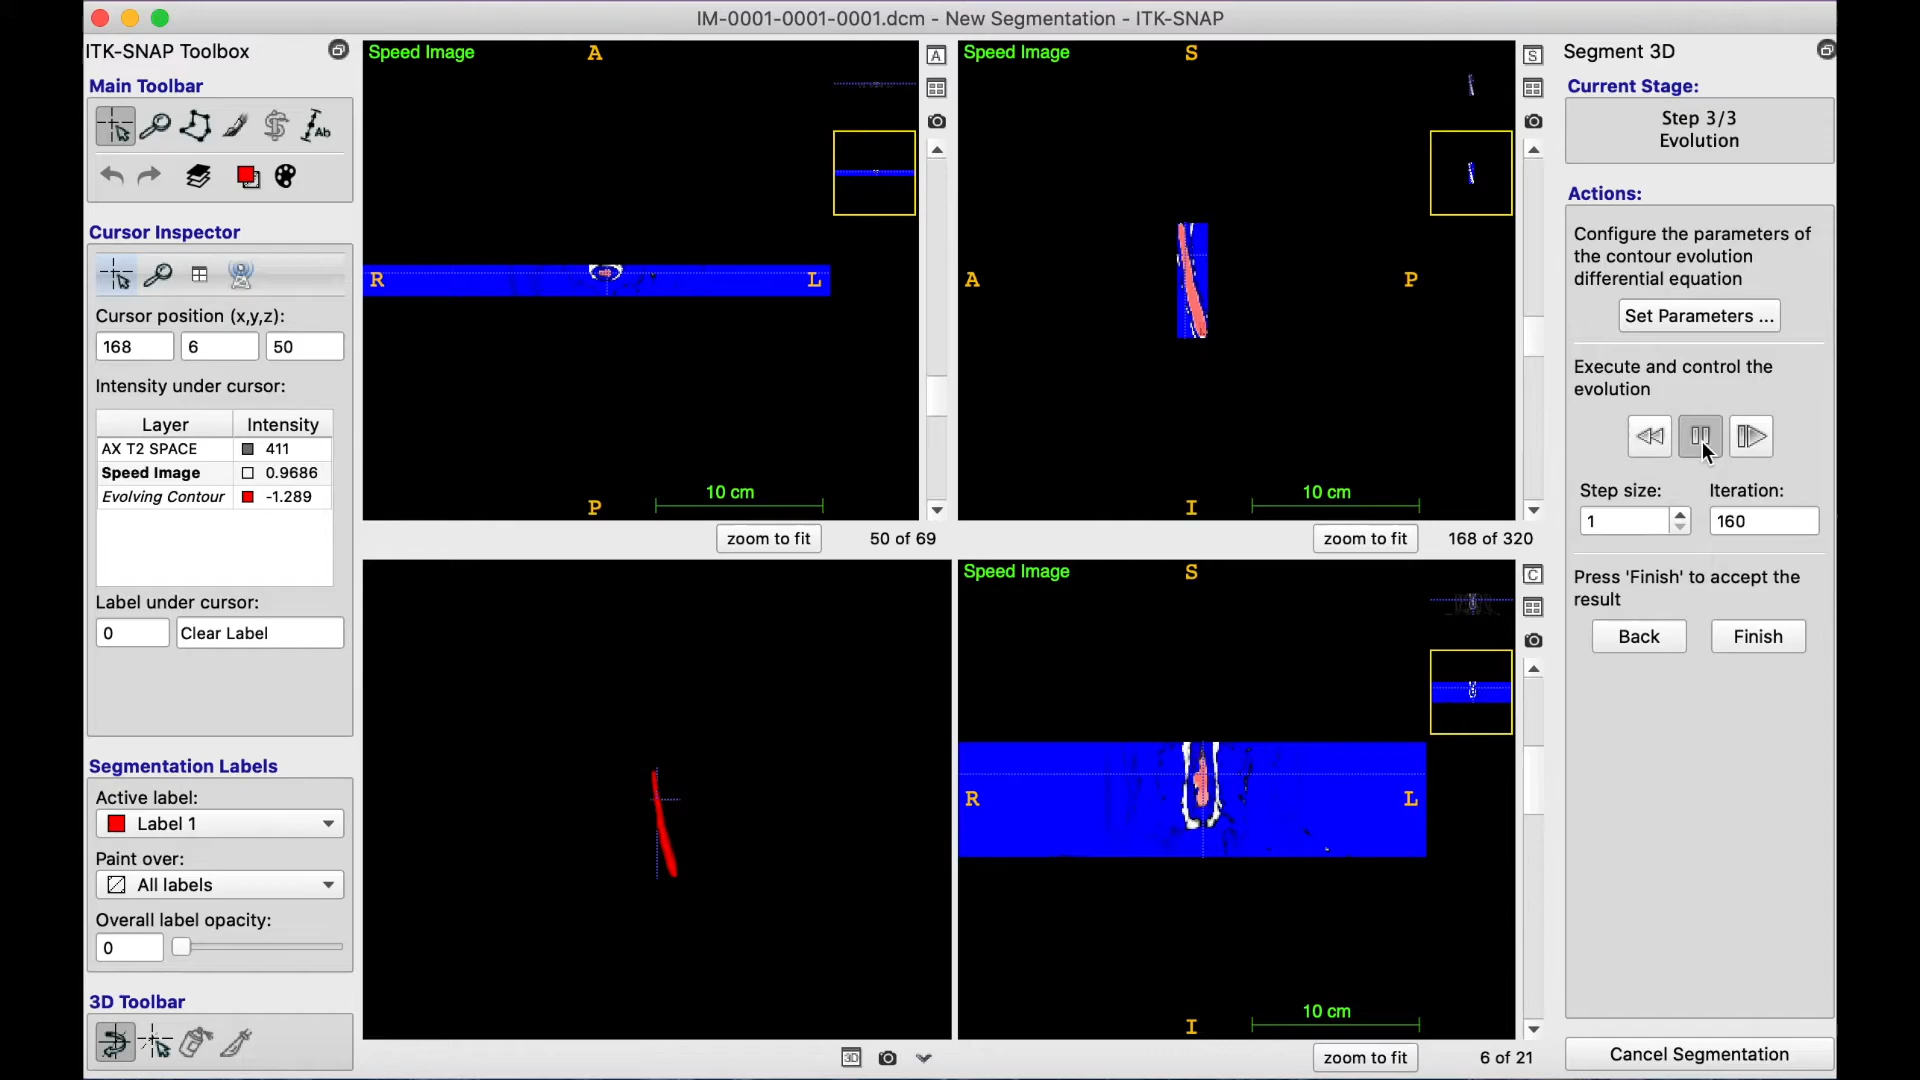 IM-0001-0001-0001.dcm - New Segmentation - ITK-SNAP
ITK-SNAP Toolbox
Main Toolbar
Ab
Cursor Inspector
Cursor position (x,y,z):
168 6 50
Intensity under cursor:
Layer Intensity
AX T2 SPACE 411
Speed Image 0.9686
Evolving Contour -1.289
Label under cursor:
0 Clear Label
Segmentation Labels
Active label:
Label 1
Paint over:
All labels
Overall label opacity:
0
3D Toolbar
Speed Image
A
R
L
10 cm
P
A
zoom to fit 50 of 69
Speed Image
S
A
P
10 cm
I
S
zoom to fit 168 of 320
3D
Speed Image
S
R
L
10 cm
I
C
zoom to fit 6 of 21
Segment 3D
Current Stage:
Step 3/3
Evolution
Actions:
Configure the parameters of
the contour evolution
differential equation
Set Parameters ...
Execute and control the
evolution
Step size: Iteration:
1 160
Press 'Finish' to accept the
result
Back Finish
Cancel Segmentation